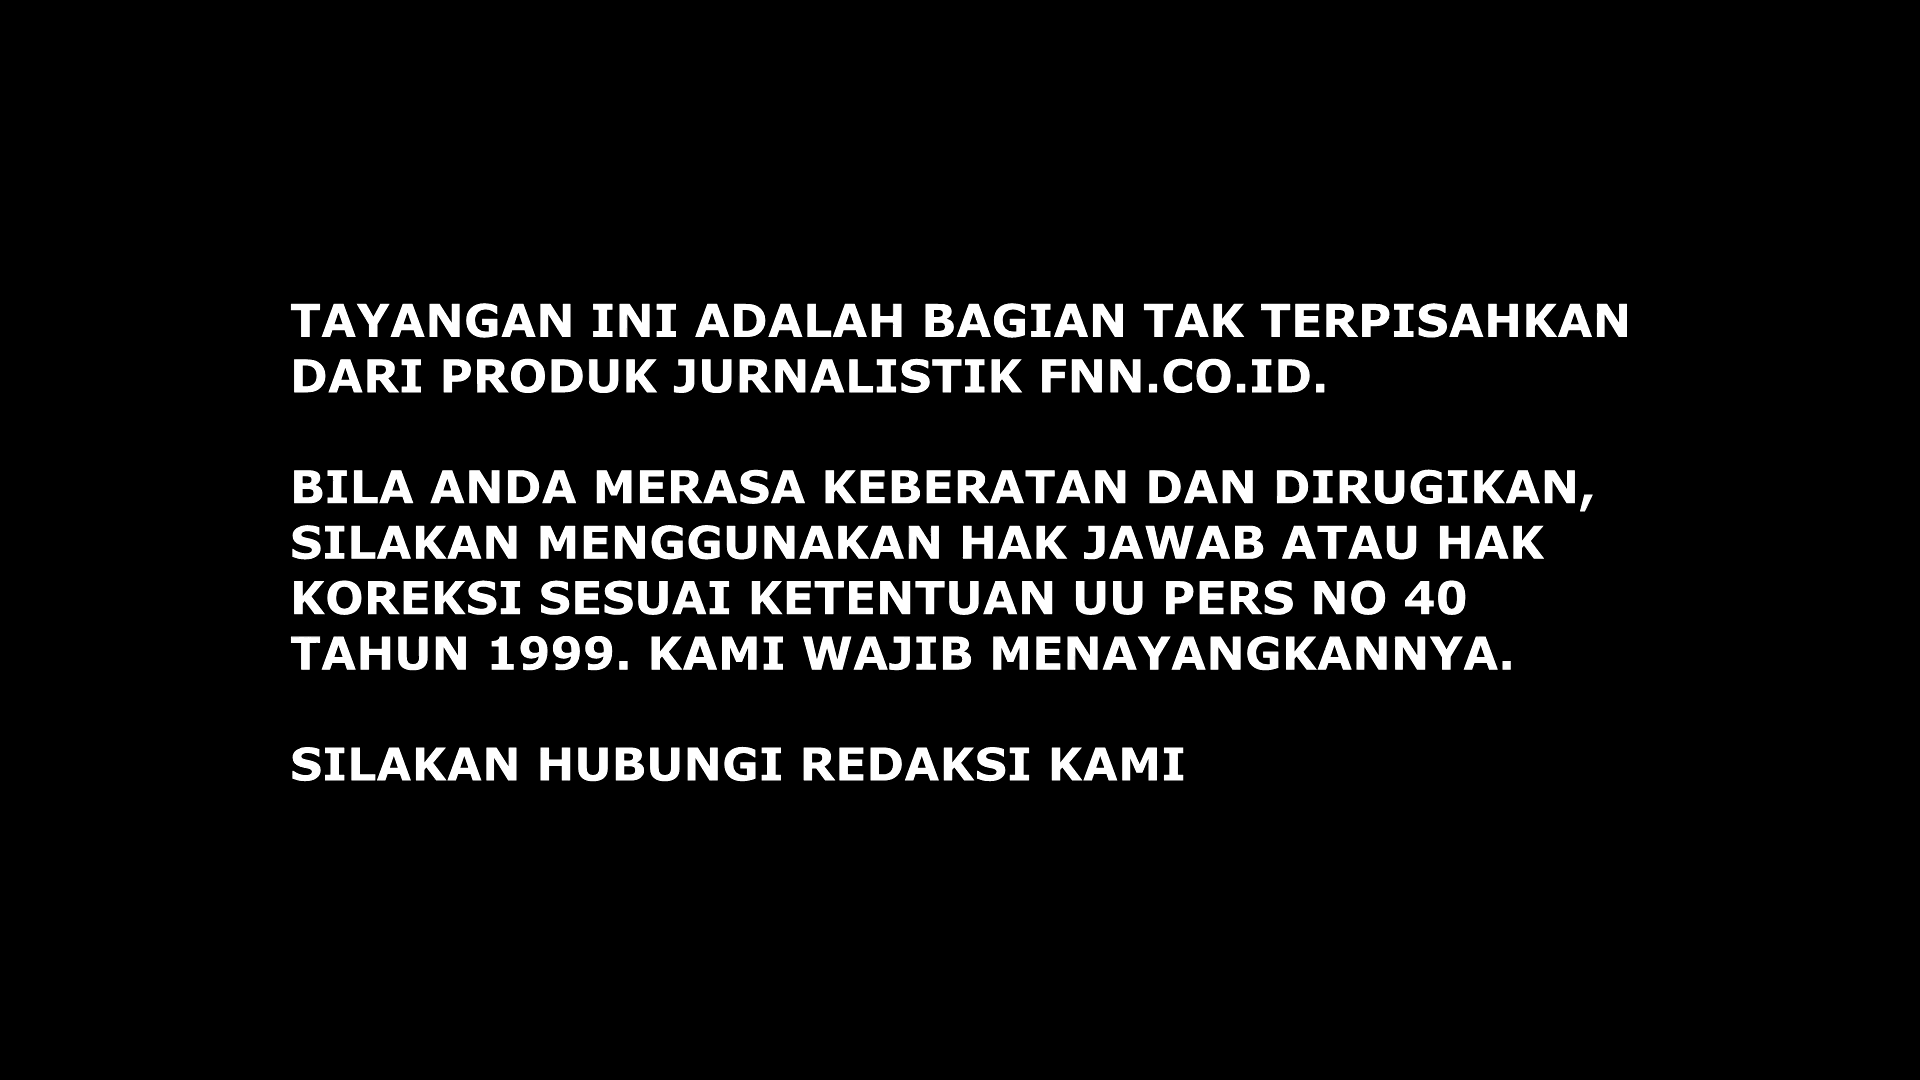 TAYANGAN INI ADALAH BAGIAN TAK TERPISAHKAN
DARI PRODUK JURNALISTIK FNN.CO.ID.
BILA ANDA MERASA KEBERATAN DAN DIRUGIKAN,
SILAKAN MENGGUNAKAN HAK JAWAB ATAU HAK
KOREKSI SESUAI KETENTUAN UU PERS NO 40
TAHUN 1999. KAMI WAJIB MENAYANGKANNYA.
SILAKAN HUBUNGI REDAKSI KAMI